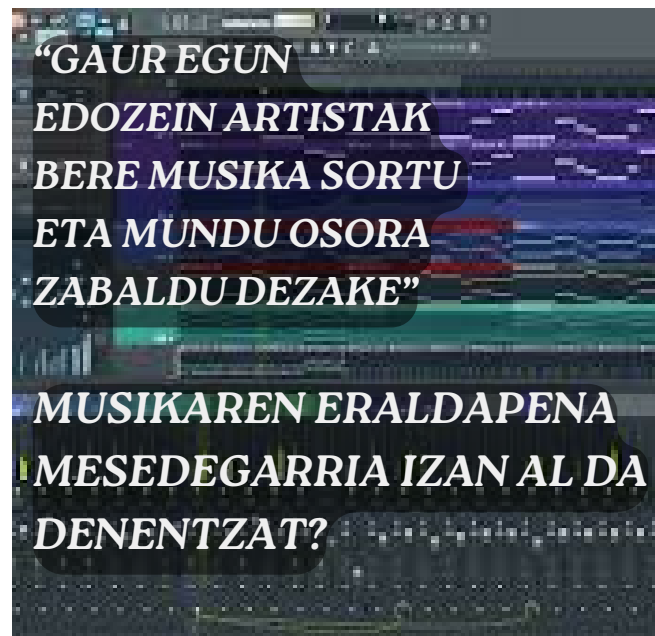 “GAUR EGUN
EDOZEIN ARTISTAK
BERE MUSIKA SORTU
ETA MUNDU OSORA
ZABALDU DEZAKE”
MUSIKAREN ERALDAPENA
MESEDEGARRIA IZAN AL DA
DENENTZAT?